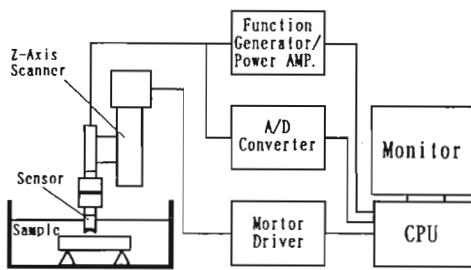 Function
Generator/
Power AMP.
Z-Axis
Scanner
A/D
Converter
Monitor
Sensor
Sample
Mortor
Driver
CPU